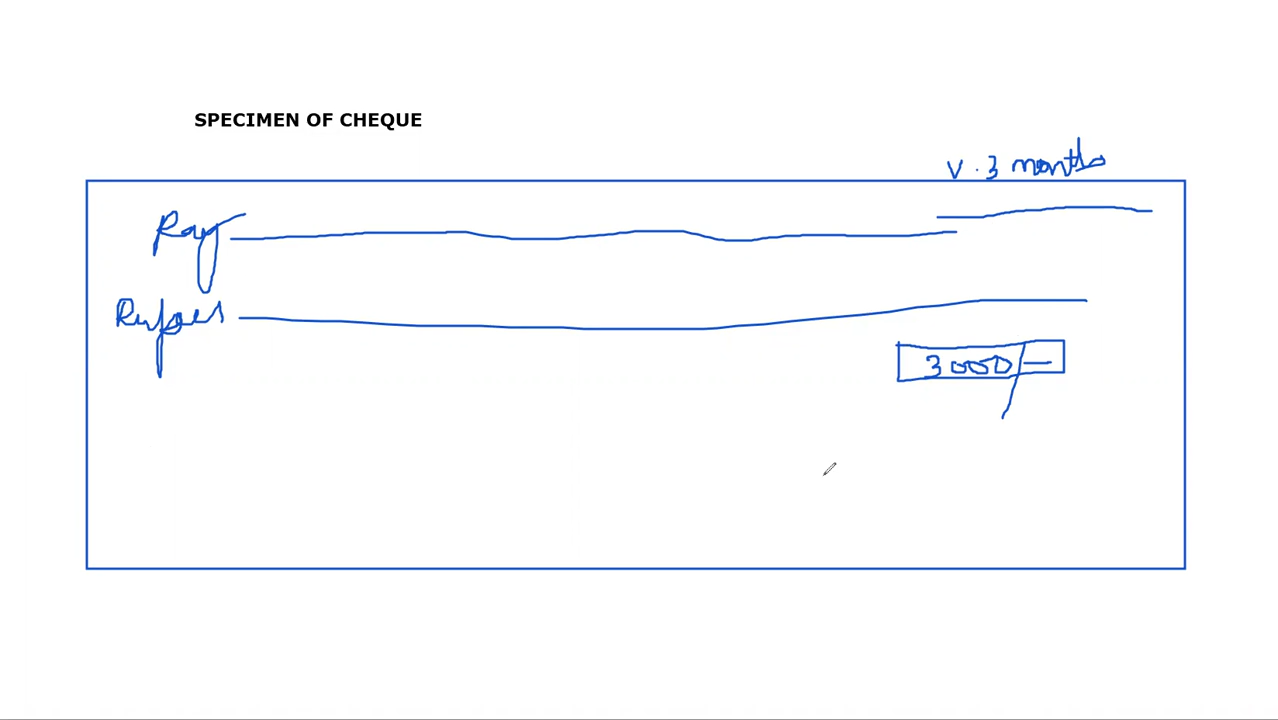 SPECIMEN OF CHEQUE
V. 3 months
Pay
Rupees
3000/-